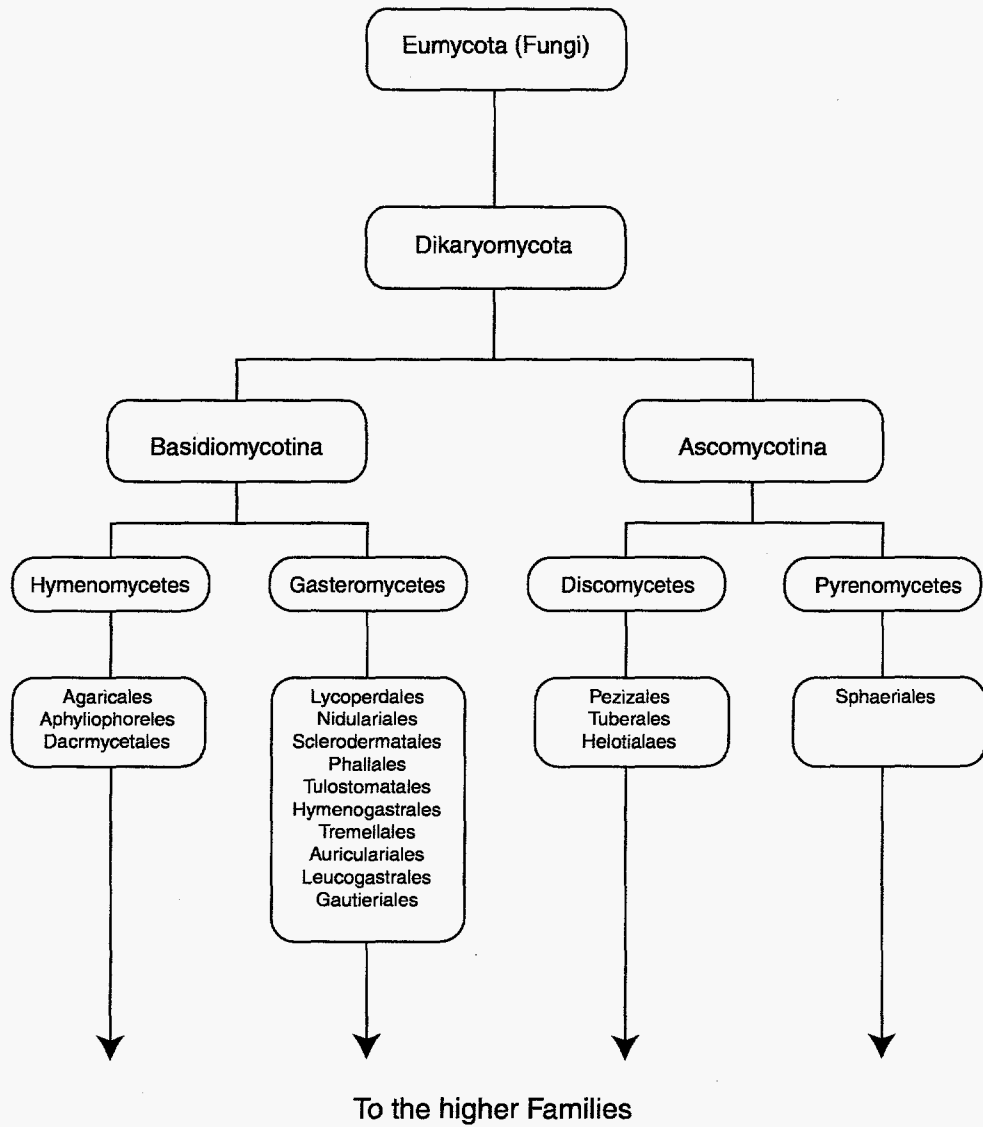 Eumycota (Fungi)
Dikaryomycota
Basidiomycotina
Ascomycotina
Hymenomycetes
Gasteromycetes
Discomycetes
Pyrenomycetes
Agaricales
Aphyliophoreles
Dacrmycetales
Lycoperdales
Nidulariales
Sclerodermatales
Phallales
Tulostomatales
Hymenogastrales
Tremellales
Auriculariales
Leucogastrales
Gautieriales
Pezizales
Tuberales
Helotialaes
Sphaeriales
To the higher Families